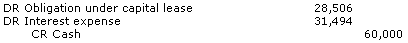 DR Obligation under capital lease 28,506
DR Interest expense 31,494
CR Cash 60,000